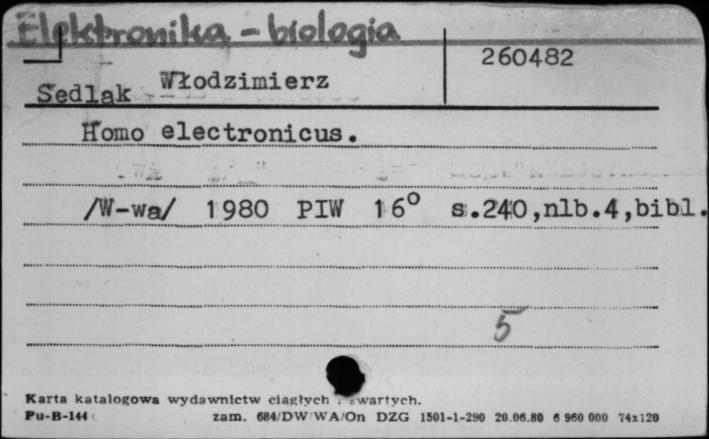 Elektronika - biologia
260482
Sedlak Włodzimierz
Homo electronicus.
/W-wa/ 1980 PIW 16° s.240,nlb.4,bibl.
5
Karta katalogowa wydawnictw ciągłych i zwartych.
Pu-B-144 zam. 684/DW/WA/On DZG 1501-1-290 20.06.80 6 960 000 74x120